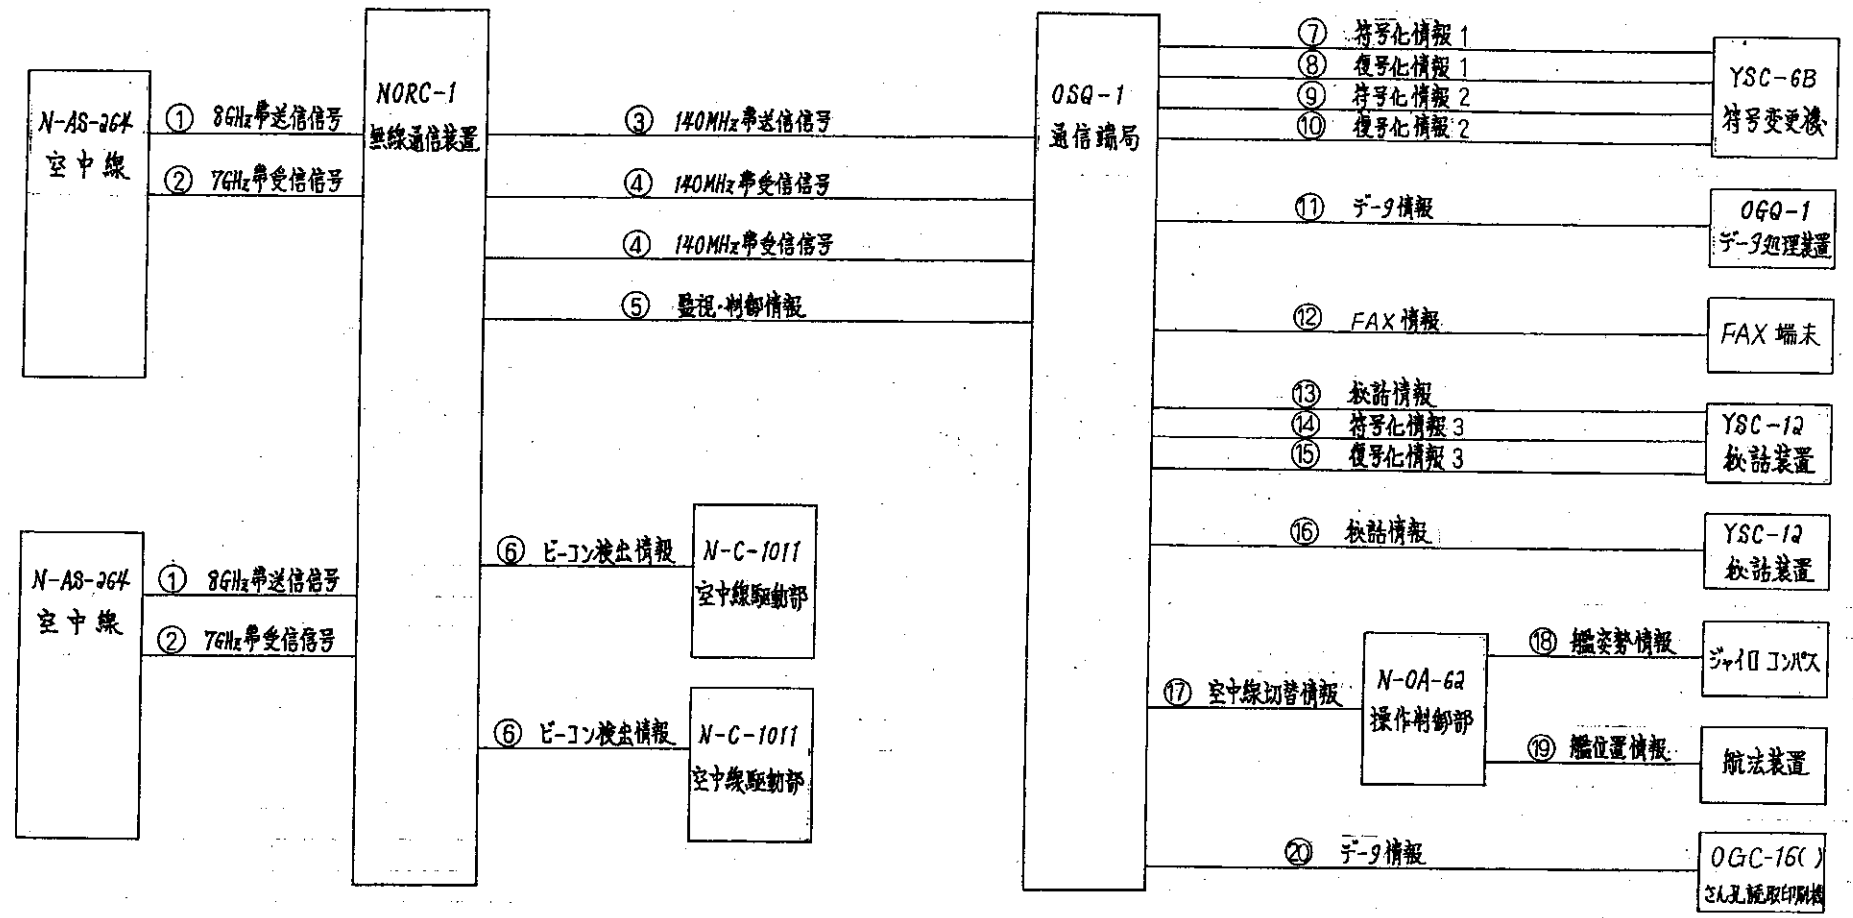 N-AS-264
空中線
① 8GHz帯送信信号
② 7GHz帯受信信号
N-AS-264
空中線
① 8GHz帯送信信号
② 7GHz帯受信信号
NORC-1
無線通信装置
③ 140MHz帯送信信号
④ 140MHz帯受信信号
④ 140MHz帯受信信号
⑤ 監視・制御情報
⑥ ビーコン検出情報
N-C-1011
空中線駆動部
⑥ ビーコン検出情報
N-C-1011
空中線駆動部
OSQ-1
通信端局
⑦ 符号化情報1
⑧ 復号化情報1
⑨ 符号化情報2
⑩ 復号化情報2
YSC-6B
符号変更機
⑪ データ情報
OGQ-1
データ処理装置
⑫ FAX情報
FAX端末
⑬ 秘話情報
⑭ 符号化情報3
⑮ 復号化情報3
YSC-12
秘話装置
⑯ 秘話情報
YSC-12
秘話装置
⑰ 空中線切替情報
N-OA-62
操作制御部
⑱ 艦姿勢情報
ジャイロコンパス
⑲ 艦位置情報
航法装置
⑳ データ情報
OGC-16( )
さん孔読取印刷機